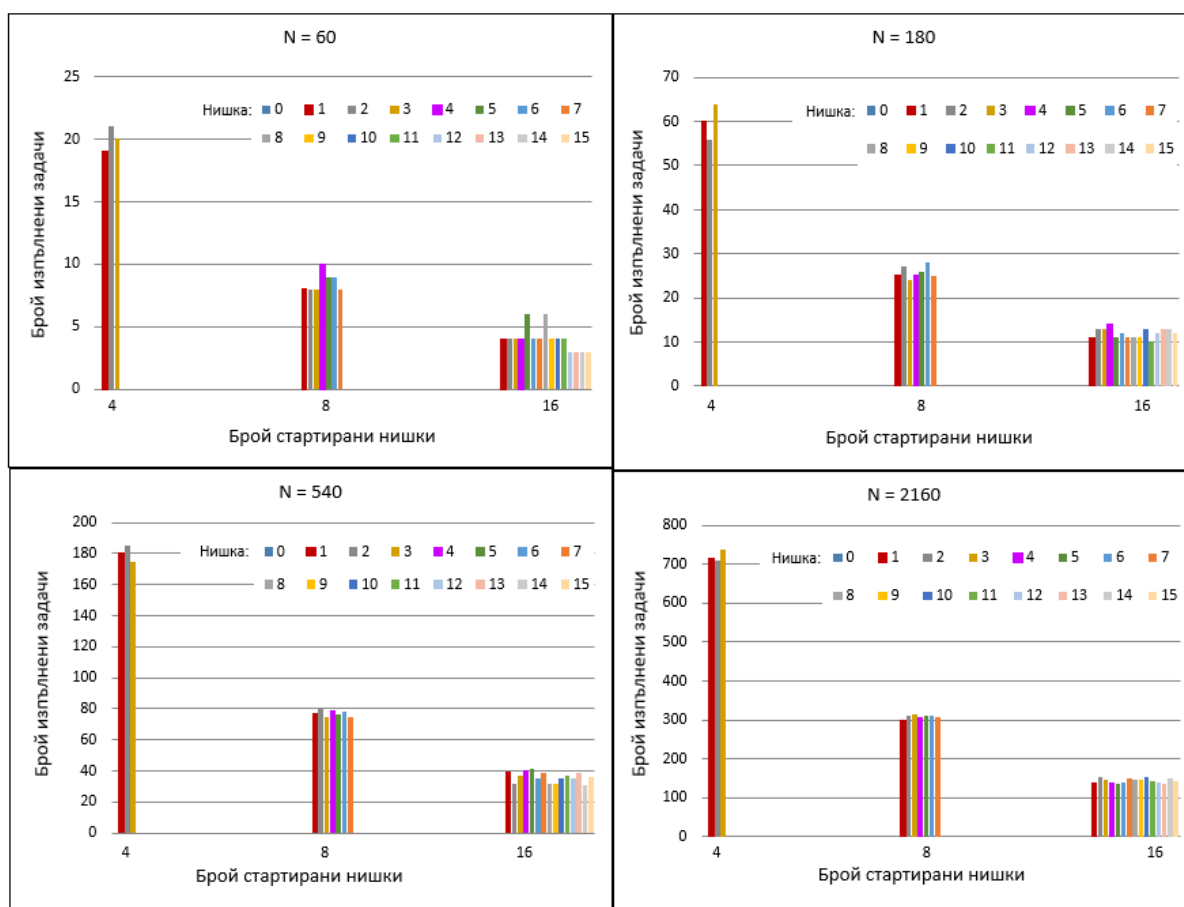 N = 60
25
20
15
10
5
0
Нишка: 0 1 2 3 4 5 6 7
8 9 10 11 12 13 14 15
Брой изпълнени задачи
4 8 16
Брой стартирани нишки
N = 180
70
60
50
40
30
20
10
0
Нишка: 0 1 2 3 4 5 6 7
8 9 10 11 12 13 14 15
Брой изпълнени задачи
4 8 16
Брой стартирани нишки
N = 540
200
180
160
140
120
100
80
60
40
20
0
Нишка: 0 1 2 3 4 5 6 7
8 9 10 11 12 13 14 15
Брой изпълнени задачи
4 8 16
Брой стартирани нишки
N = 2160
800
700
600
500
400
300
200
100
0
Нишка: 0 1 2 3 4 5 6 7
8 9 10 11 12 13 14 15
Брой изпълнени задачи
4 8 16
Брой стартирани нишки